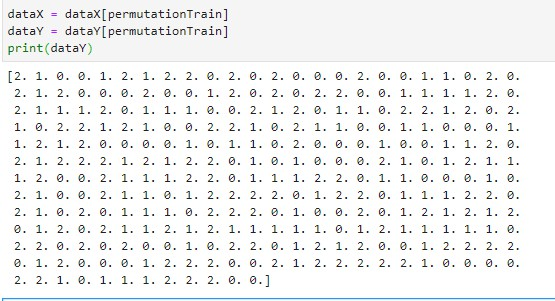 dataX = dataX[permutationTrain]
dataY = dataY[permutationTrain]
print(dataY)
[2. 1. 0. 0. 1. 2. 1. 2. 2. 0. 2. 0. 2. 0. 0. 0. 2. 0. 0. 1. 1. 0. 2. 0.
2. 1. 2. 0. 0. 0. 2. 0. 0. 1. 2. 0. 2. 0. 2. 0. 0. 0. 1. 1. 1. 1. 2. 0.
2. 1. 1. 1. 2. 0. 1. 1. 1. 0. 0. 2. 1. 2. 0. 1. 1. 0. 2. 2. 1. 2. 0. 2.
1. 0. 2. 2. 1. 2. 1. 0. 0. 2. 2. 1. 0. 2. 1. 1. 0. 0. 1. 1. 0. 0. 0. 1.
1. 2. 1. 2. 0. 0. 0. 0. 1. 0. 1. 1. 0. 2. 0. 0. 0. 1. 0. 0. 1. 1. 2. 0.
2. 1. 2. 2. 2. 1. 2. 1. 2. 2. 0. 1. 0. 1. 0. 0. 0. 2. 1. 0. 1. 2. 1. 1.
1. 2. 0. 0. 2. 1. 1. 1. 2. 2. 0. 1. 1. 1. 2. 2. 0. 1. 1. 0. 0. 0. 1. 0.
2. 1. 0. 0. 2. 1. 1. 0. 1. 2. 2. 2. 2. 0. 1. 2. 2. 0. 1. 1. 1. 2. 2. 0.
2. 1. 0. 2. 0. 1. 1. 1. 0. 2. 2. 2. 0. 1. 0. 0. 2. 0. 1. 2. 1. 2. 1. 2.
0. 1. 2. 0. 2. 1. 1. 2. 1. 2. 1. 1. 1. 1. 1. 1. 0. 1. 2. 1. 1. 1. 1. 0.
2. 2. 0. 2. 0. 2. 0. 0. 1. 0. 2. 2. 0. 1. 2. 1. 2. 0. 0. 1. 2. 2. 2. 2.
0. 1. 2. 0. 0. 0. 1. 2. 2. 0. 0. 2. 1. 2. 2. 2. 2. 2. 2. 1. 0. 0. 0. 0.
2. 2. 1. 0. 1. 1. 1. 2. 2. 2. 0. 0.]